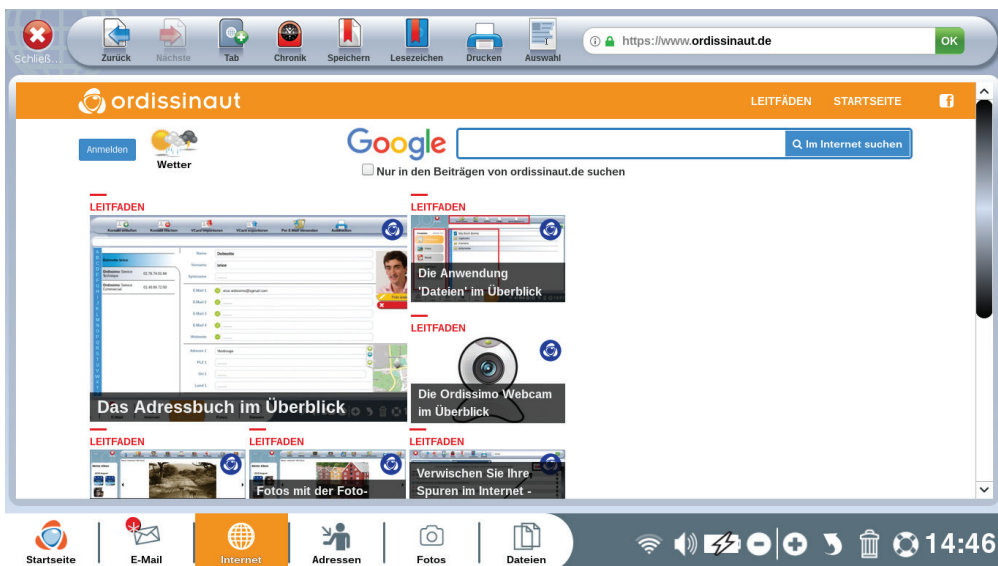 Schließ...
Zurück
Nächste
Tab
Chronik
Speichern
Lesezeichen
Drucken
Auswahl
https://www.ordissinaut.de
OK
ordissinaut
LEITFÄDEN
STARTSEITE
Anmelden
Wetter
Google
Im Internet suchen
Nur in den Beiträgen von ordissinaut.de suchen
LEITFADEN
Das Adressbuch im Überblick
LEITFADEN
Die Anwendung
'Dateien' im Überblick
LEITFADEN
Die Ordissimo Webcam
im Überblick
LEITFADEN
LEITFADEN
Fotos mit der Foto-
LEITFADEN
Verwischen Sie Ihre
Spuren im Internet -
Startseite
E-Mail
Internet
Adressen
Fotos
Dateien
14:46